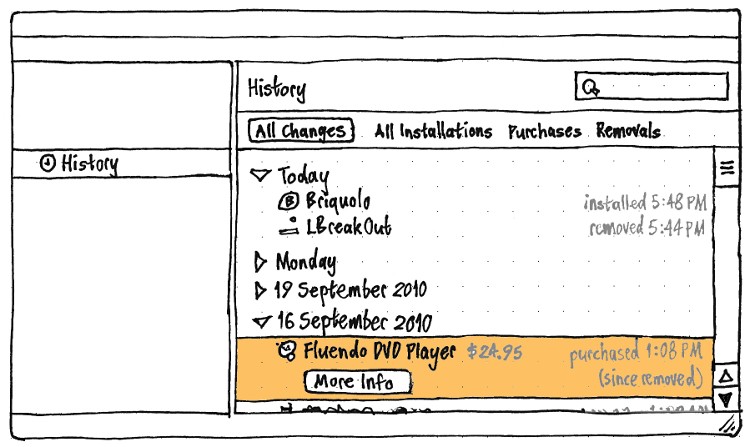 History
All Changes All Installations Purchases Removals
History
Today
B Briquolo installed 5:48 PM
LBreakOut removed 5:44 PM
Monday
19 September 2010
16 September 2010
Fluendo DVD Player $24.95 purchased 1:08 PM
More Info (since removed)